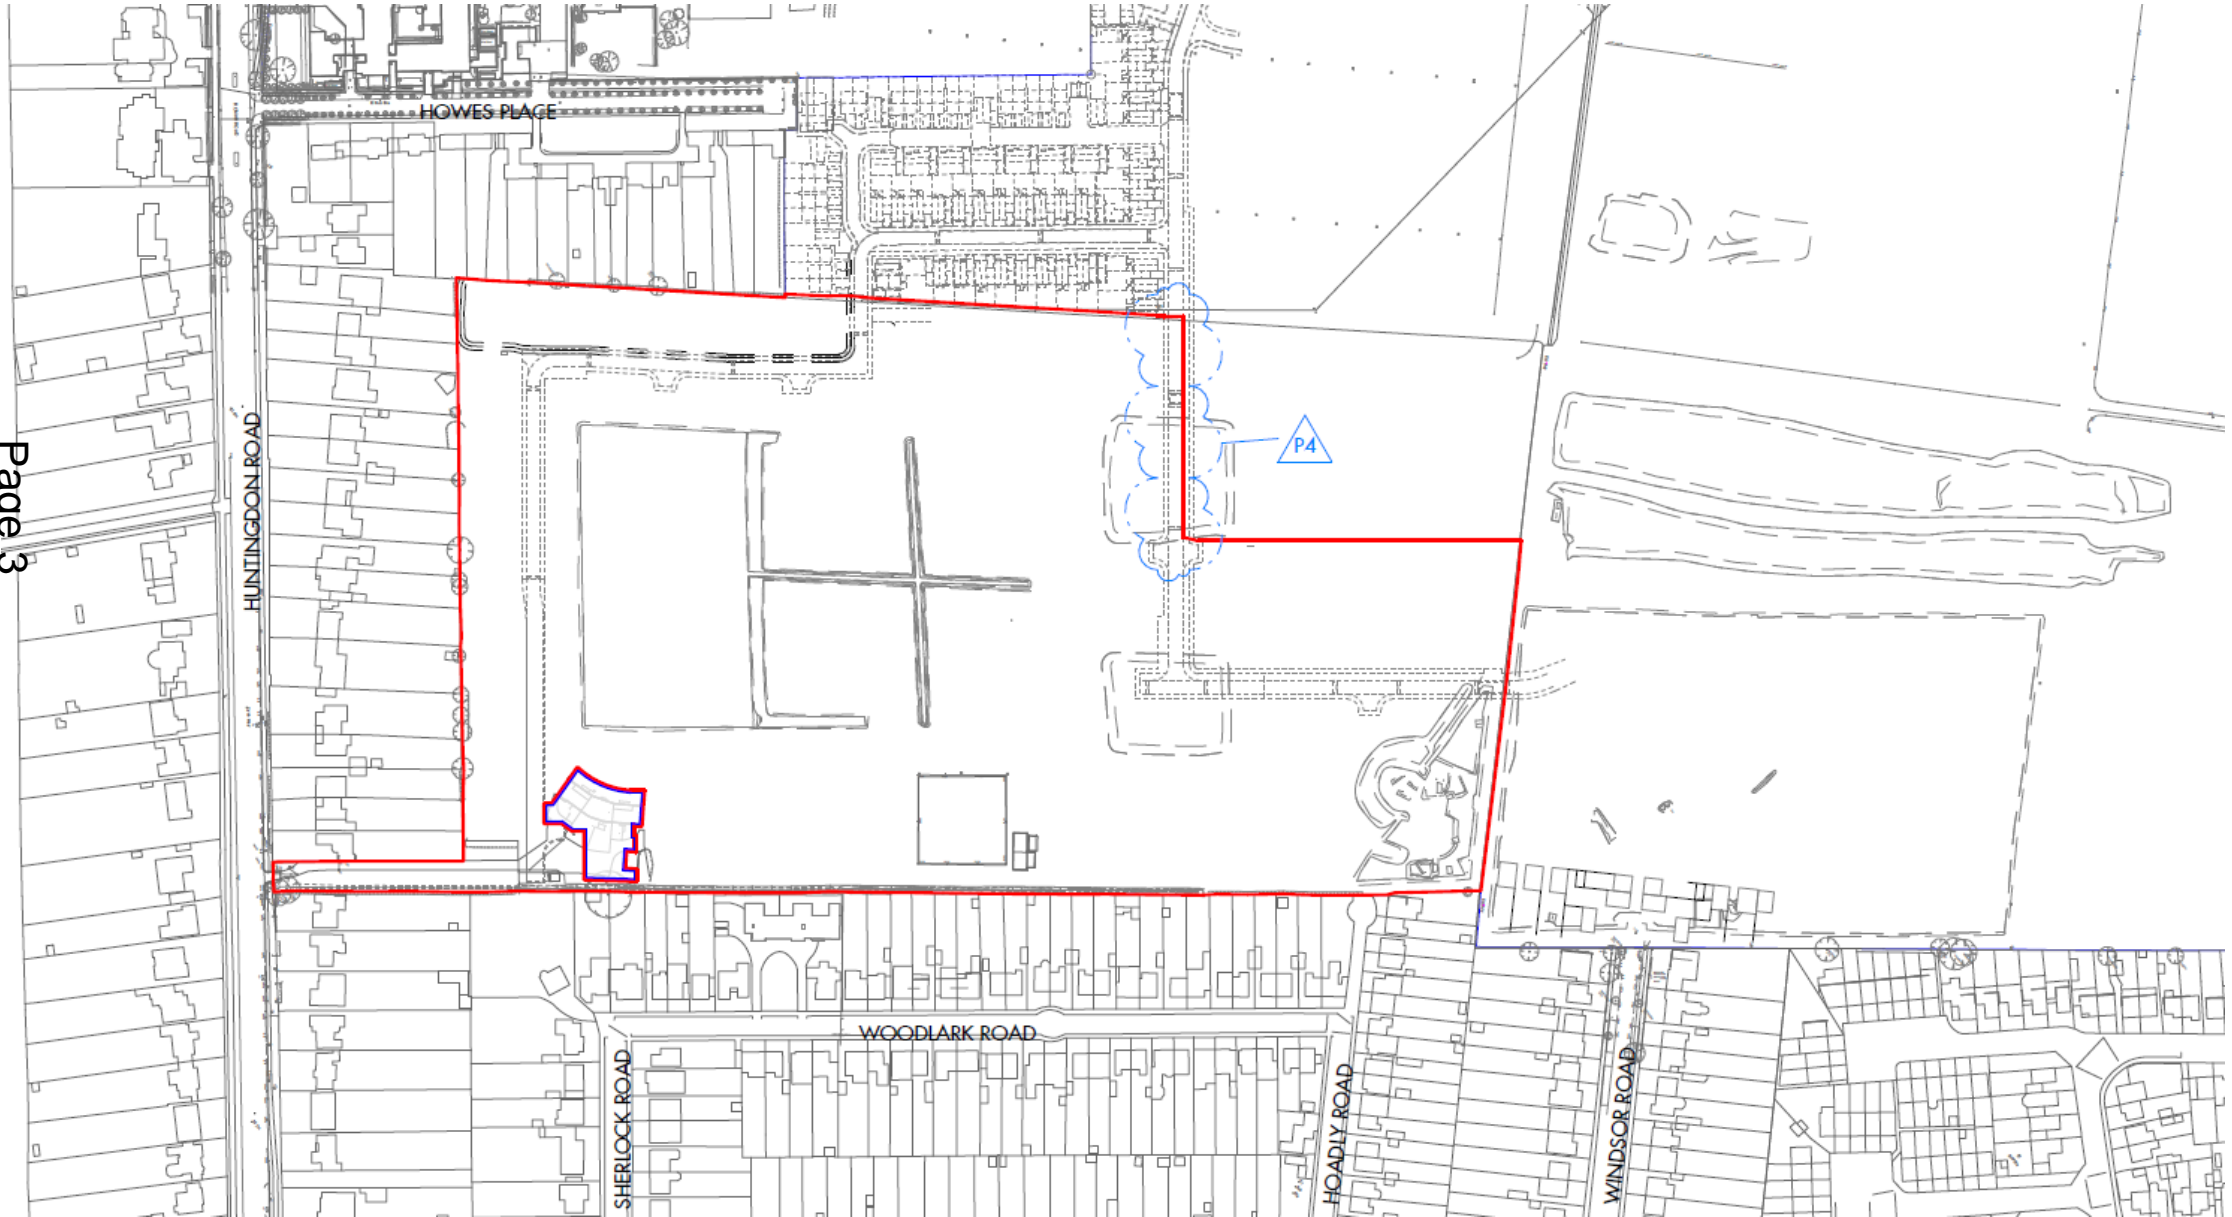 HOWES PLACE
HUNTINGDON ROAD
Page 3
P4
WOODLARK ROAD
SHERLOCK ROAD
HOADLY ROAD
WINDSOR ROAD